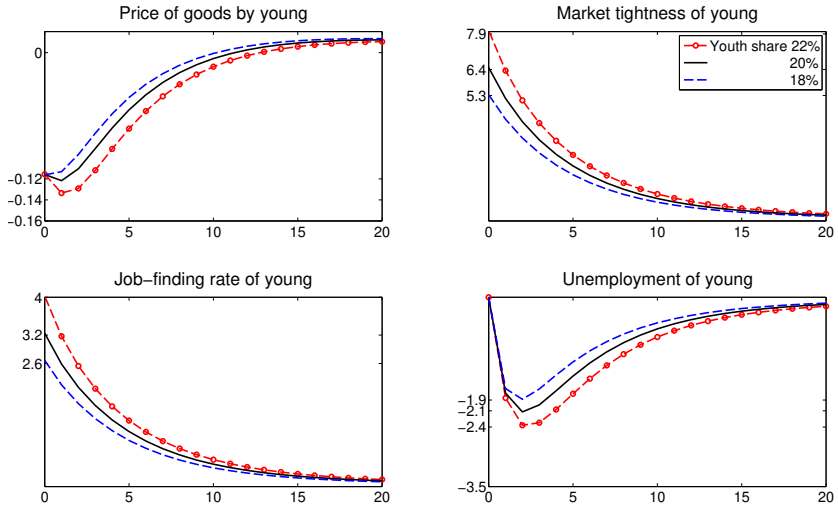 Price of goods by young
0
−0.12
−0.14
−0.16
0 5 10 15 20
Market tightness of young
7.9
6.4
5.3
Youth share 22%
20%
18%
0 5 10 15 20
Job−finding rate of young
4
3.2
2.6
0 5 10 15 20
Unemployment of young
−1.9
−2.1
−2.4
−3.5
0 5 10 15 20